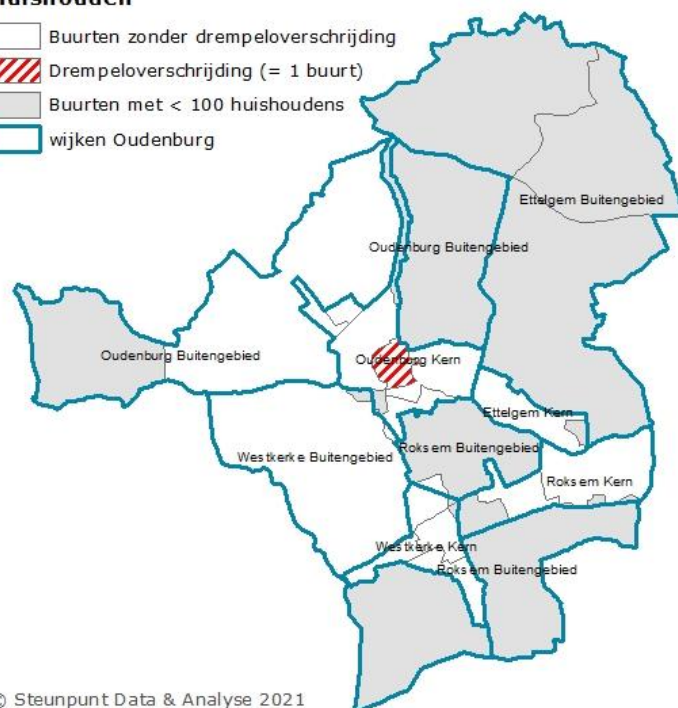 huishouden
Buurten zonder drempeloverschrijding
Drempeloverschrijding (= 1 buurt)
Buurten met < 100 huishoudens
wijken Oudenburg
Ettelgem Buitengebied
Oudenburg Buitengebied
Oudenburg Buitengebied
Oudenburg Kern
Ettelgem Kern
Roksem Buitengebied
Westkerke Buitengebied
Roksem Kern
Westkerke Kern
Roksem Buitengebied
© Steunpunt Data & Analyse 2021